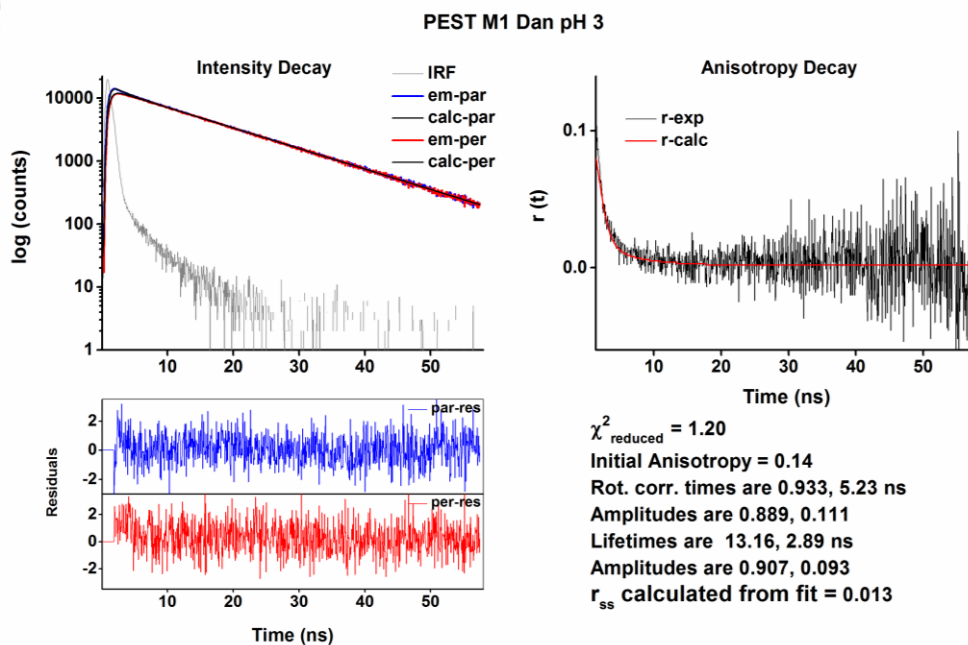 PEST M1 Dan pH 3
Intensity Decay
IRF
em-par
calc-par
em-per
calc-per
log (counts)
10000
1000
100
10
1
10 20 30 40 50
Anisotropy Decay
r-exp
r-calc
r (t)
0.1
0.0
10 20 30 40 50
Time (ns)
Residuals
par-res
2
0
-2
per-res
2
0
-2
10 20 30 40 50
Time (ns)
χ²reduced = 1.20
Initial Anisotropy = 0.14
Rot. corr. times are 0.933, 5.23 ns
Amplitudes are 0.889, 0.111
Lifetimes are 13.16, 2.89 ns
Amplitudes are 0.907, 0.093
rss calculated from fit = 0.013